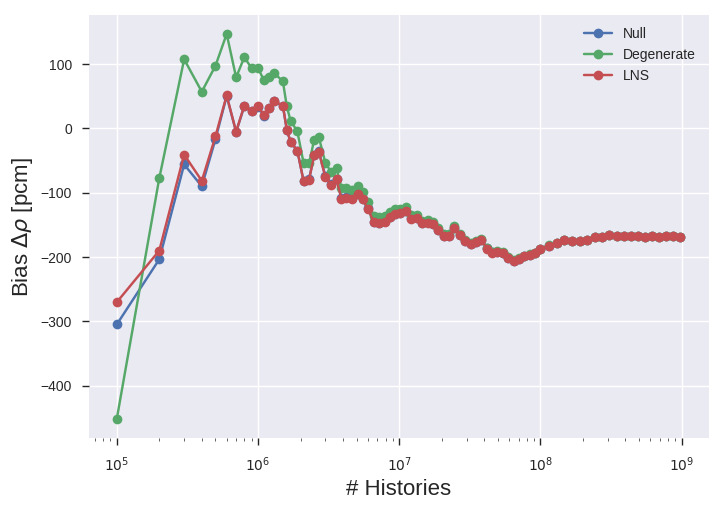 Null
Degenerate
LNS
100
0
−100
−200
−300
−400
Bias Δρ [pcm]
10⁵
10⁶
10⁷
10⁸
10⁹
# Histories